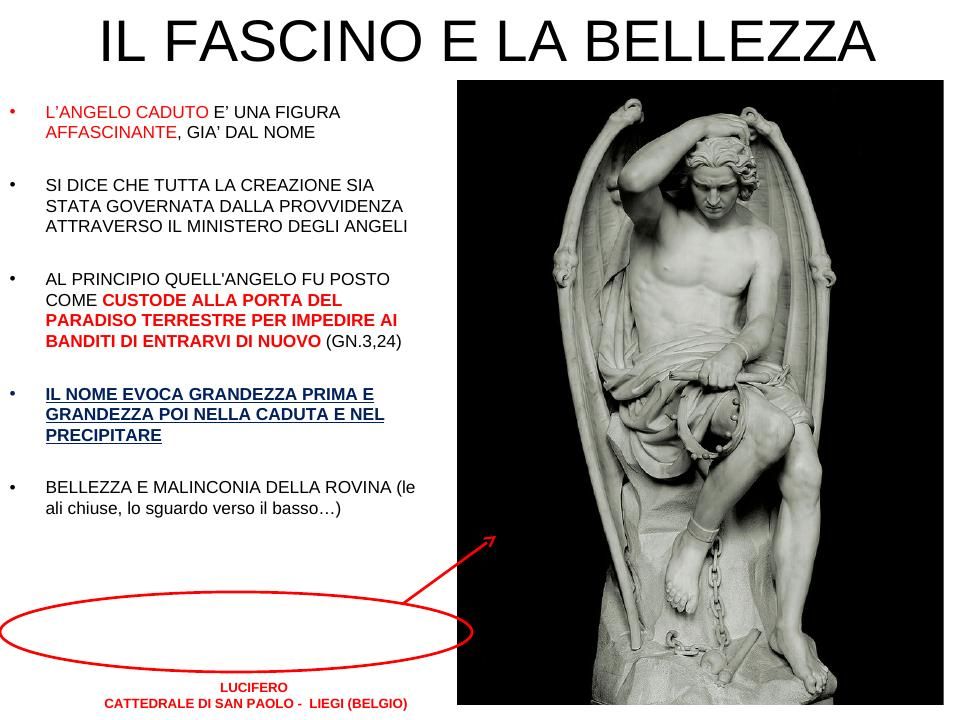 IL FASCINO E LA BELLEZZA
• L'ANGELO CADUTO E' UNA FIGURA
AFFASCINANTE, GIA' DAL NOME
• SI DICE CHE TUTTA LA CREAZIONE SIA
STATA GOVERNATA DALLA PROVVIDENZA
ATTRAVERSO IL MINISTERO DEGLI ANGELI
• AL PRINCIPIO QUELL'ANGELO FU POSTO
COME CUSTODE ALLA PORTA DEL
PARADISO TERRESTRE PER IMPEDIRE AI
BANDITI DI ENTRARVI DI NUOVO (GN.3,24)
• IL NOME EVOCA GRANDEZZA PRIMA E
GRANDEZZA POI NELLA CADUTA E NEL
PRECIPITARE
• BELLEZZA E MALINCONIA DELLA ROVINA (le
ali chiuse, lo sguardo verso il basso…)
LUCIFERO
CATTEDRALE DI SAN PAOLO - LIEGI (BELGIO)